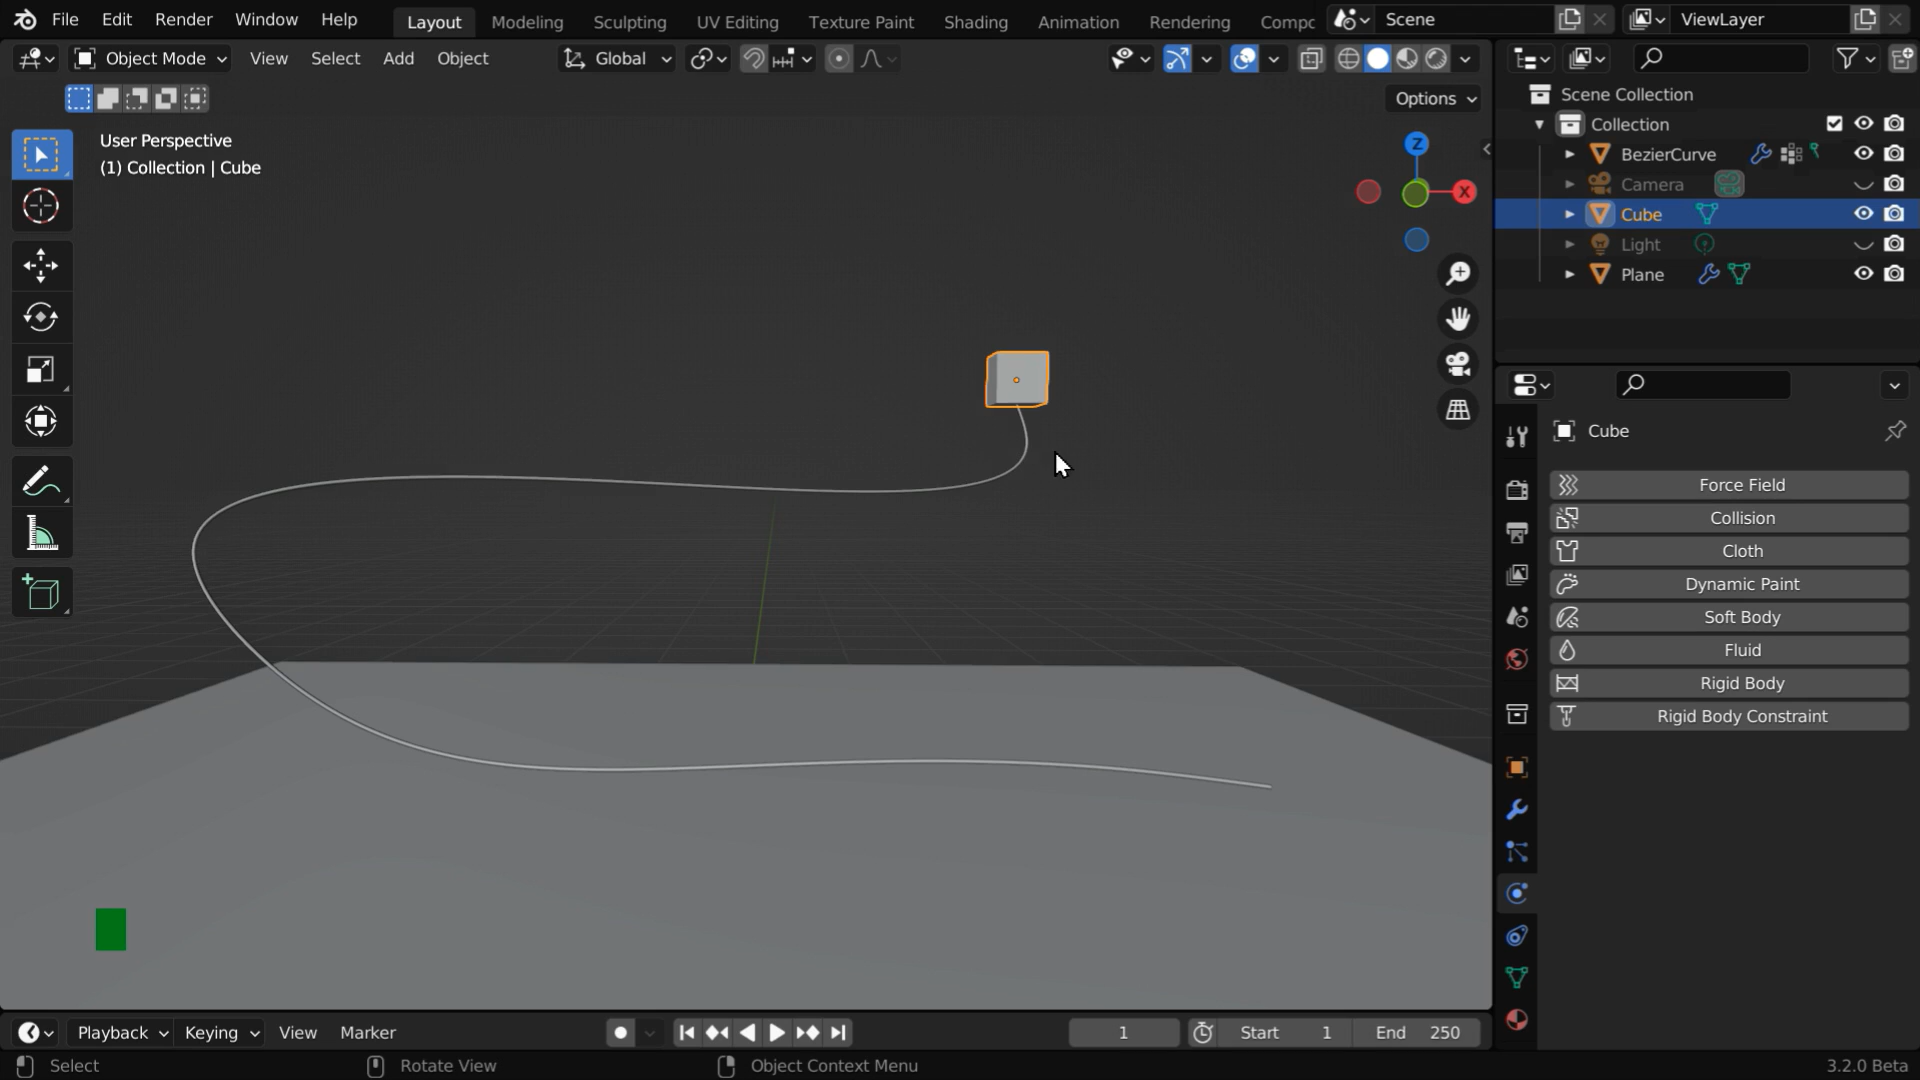 File Edit Render Window Help Layout Modeling Sculpting UV Editing Texture Paint Shading Animation Rendering Compc Scene ViewLayer
Object Mode View Select Add Object Global
Options
User Perspective
(1) Collection | Cube
Z
X
Scene Collection
Collection
BezierCurve
Camera
Cube
Light
Plane
Cube
Force Field
Collision
Cloth
Dynamic Paint
Soft Body
Fluid
Rigid Body
Rigid Body Constraint
Playback Keying View Marker 1 Start 1 End 250
Select Rotate View Object Context Menu 3.2.0 Beta